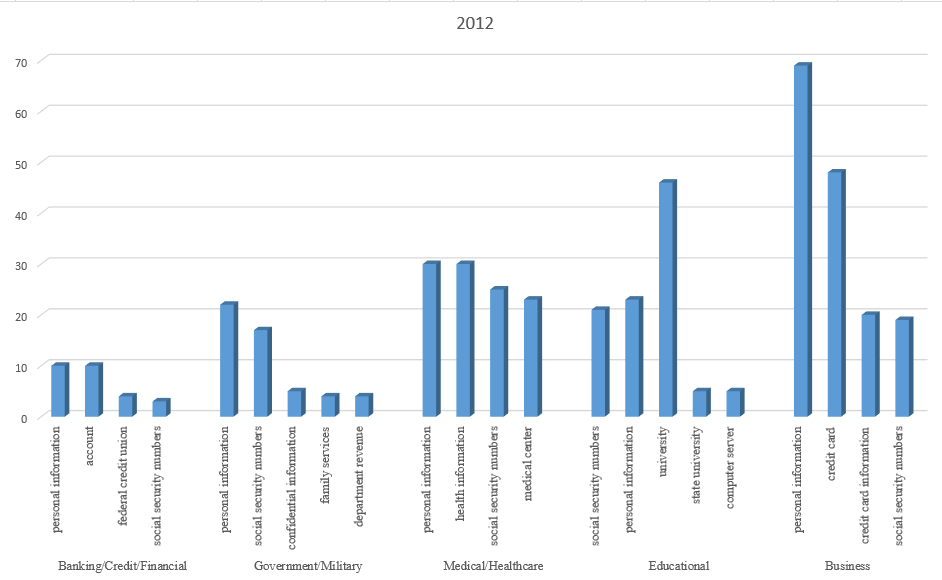 2012
70
60
50
40
30
20
10
0
personal information
account
federal credit union
social security numbers
personal information
social security numbers
confidential information
family services
department revenue
personal information
health information
social security numbers
medical center
social security numbers
personal information
university
state university
computer server
personal information
credit card
credit card information
social security numbers
Banking/Credit/Financial
Government/Military
Medical/Healthcare
Educational
Business